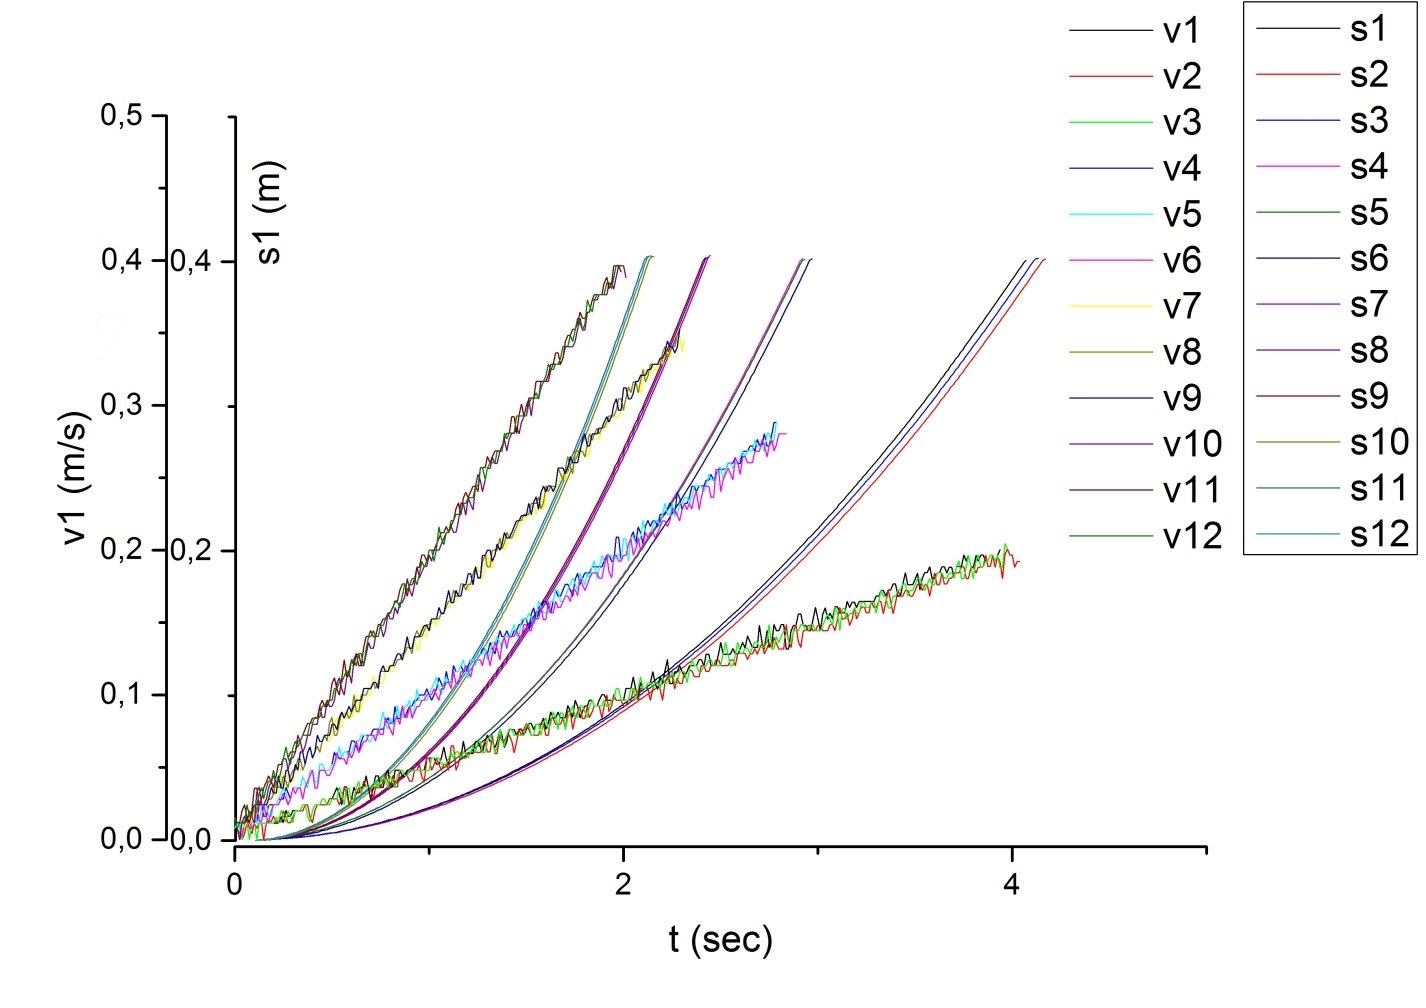 v1 s1
v2 s2
v3 s3
v4 s4
v5 s5
v6 s6
v7 s7
v8 s8
v9 s9
v10 s10
v11 s11
v12 s12
0,5
0,4 0,4
0,3
0,2 0,2
0,1
0,0 0,0
v1 (m/s)
s1 (m)
0 2 4
t (sec)